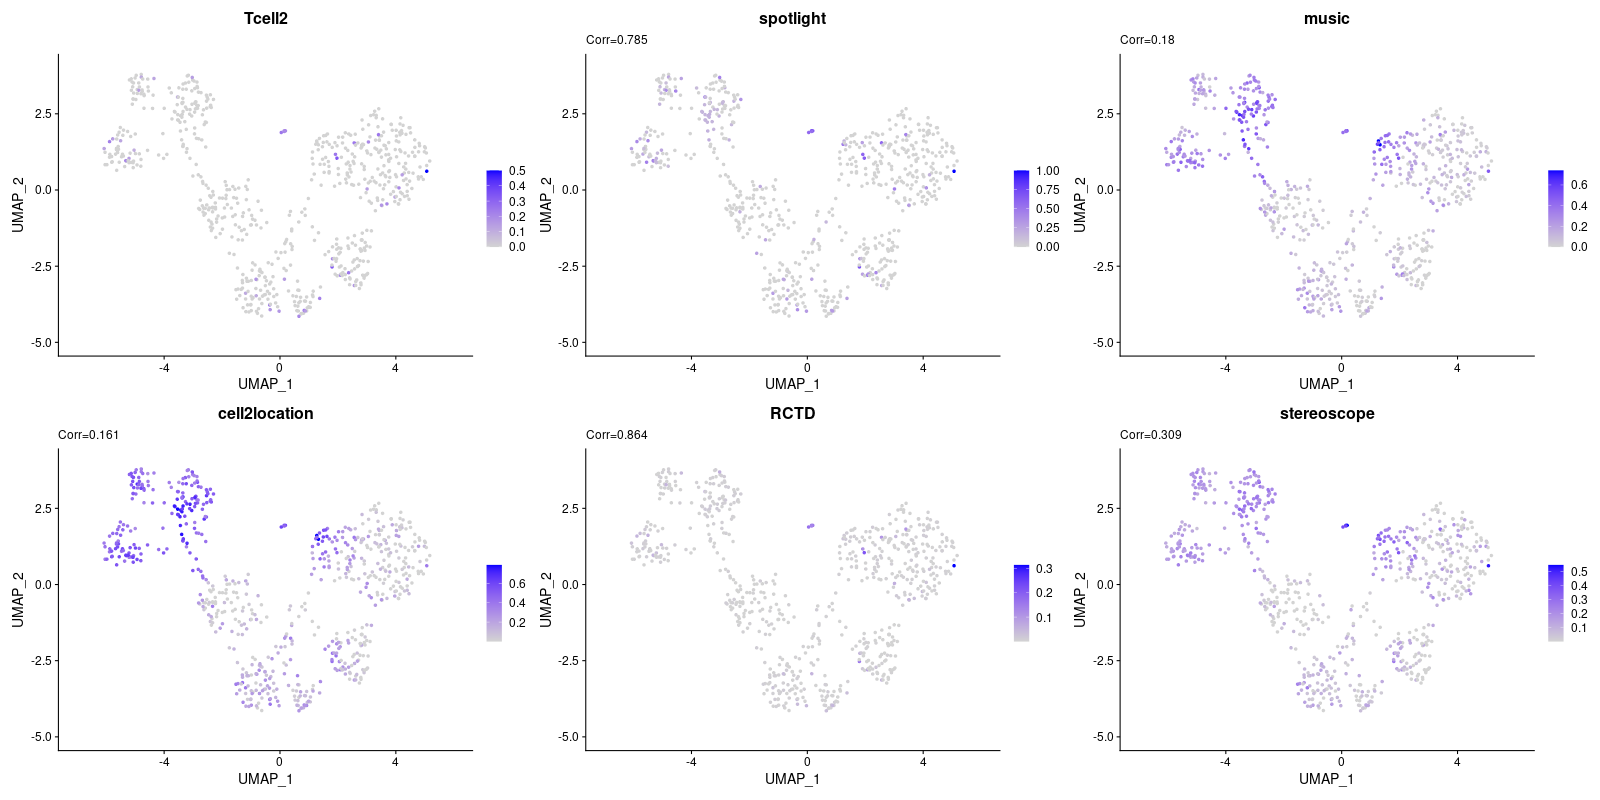 Tcell2
UMAP_2
2.5
0.0
-2.5
-5.0
-4
0
4
UMAP_1
0.5
0.4
0.3
0.2
0.1
0.0
spotlight
Corr=0.785
UMAP_2
2.5
0.0
-2.5
-5.0
-4
0
4
UMAP_1
1.00
0.75
0.50
0.25
0.00
music
Corr=0.18
UMAP_2
2.5
0.0
-2.5
-5.0
-4
0
4
UMAP_1
0.6
0.4
0.2
0.0
cell2location
Corr=0.161
UMAP_2
2.5
0.0
-2.5
-5.0
-4
0
4
UMAP_1
0.6
0.4
0.2
RCTD
Corr=0.864
UMAP_2
2.5
0.0
-2.5
-5.0
-4
0
4
UMAP_1
0.3
0.2
0.1
stereoscope
Corr=0.309
UMAP_2
2.5
0.0
-2.5
-5.0
-4
0
4
UMAP_1
0.5
0.4
0.3
0.2
0.1